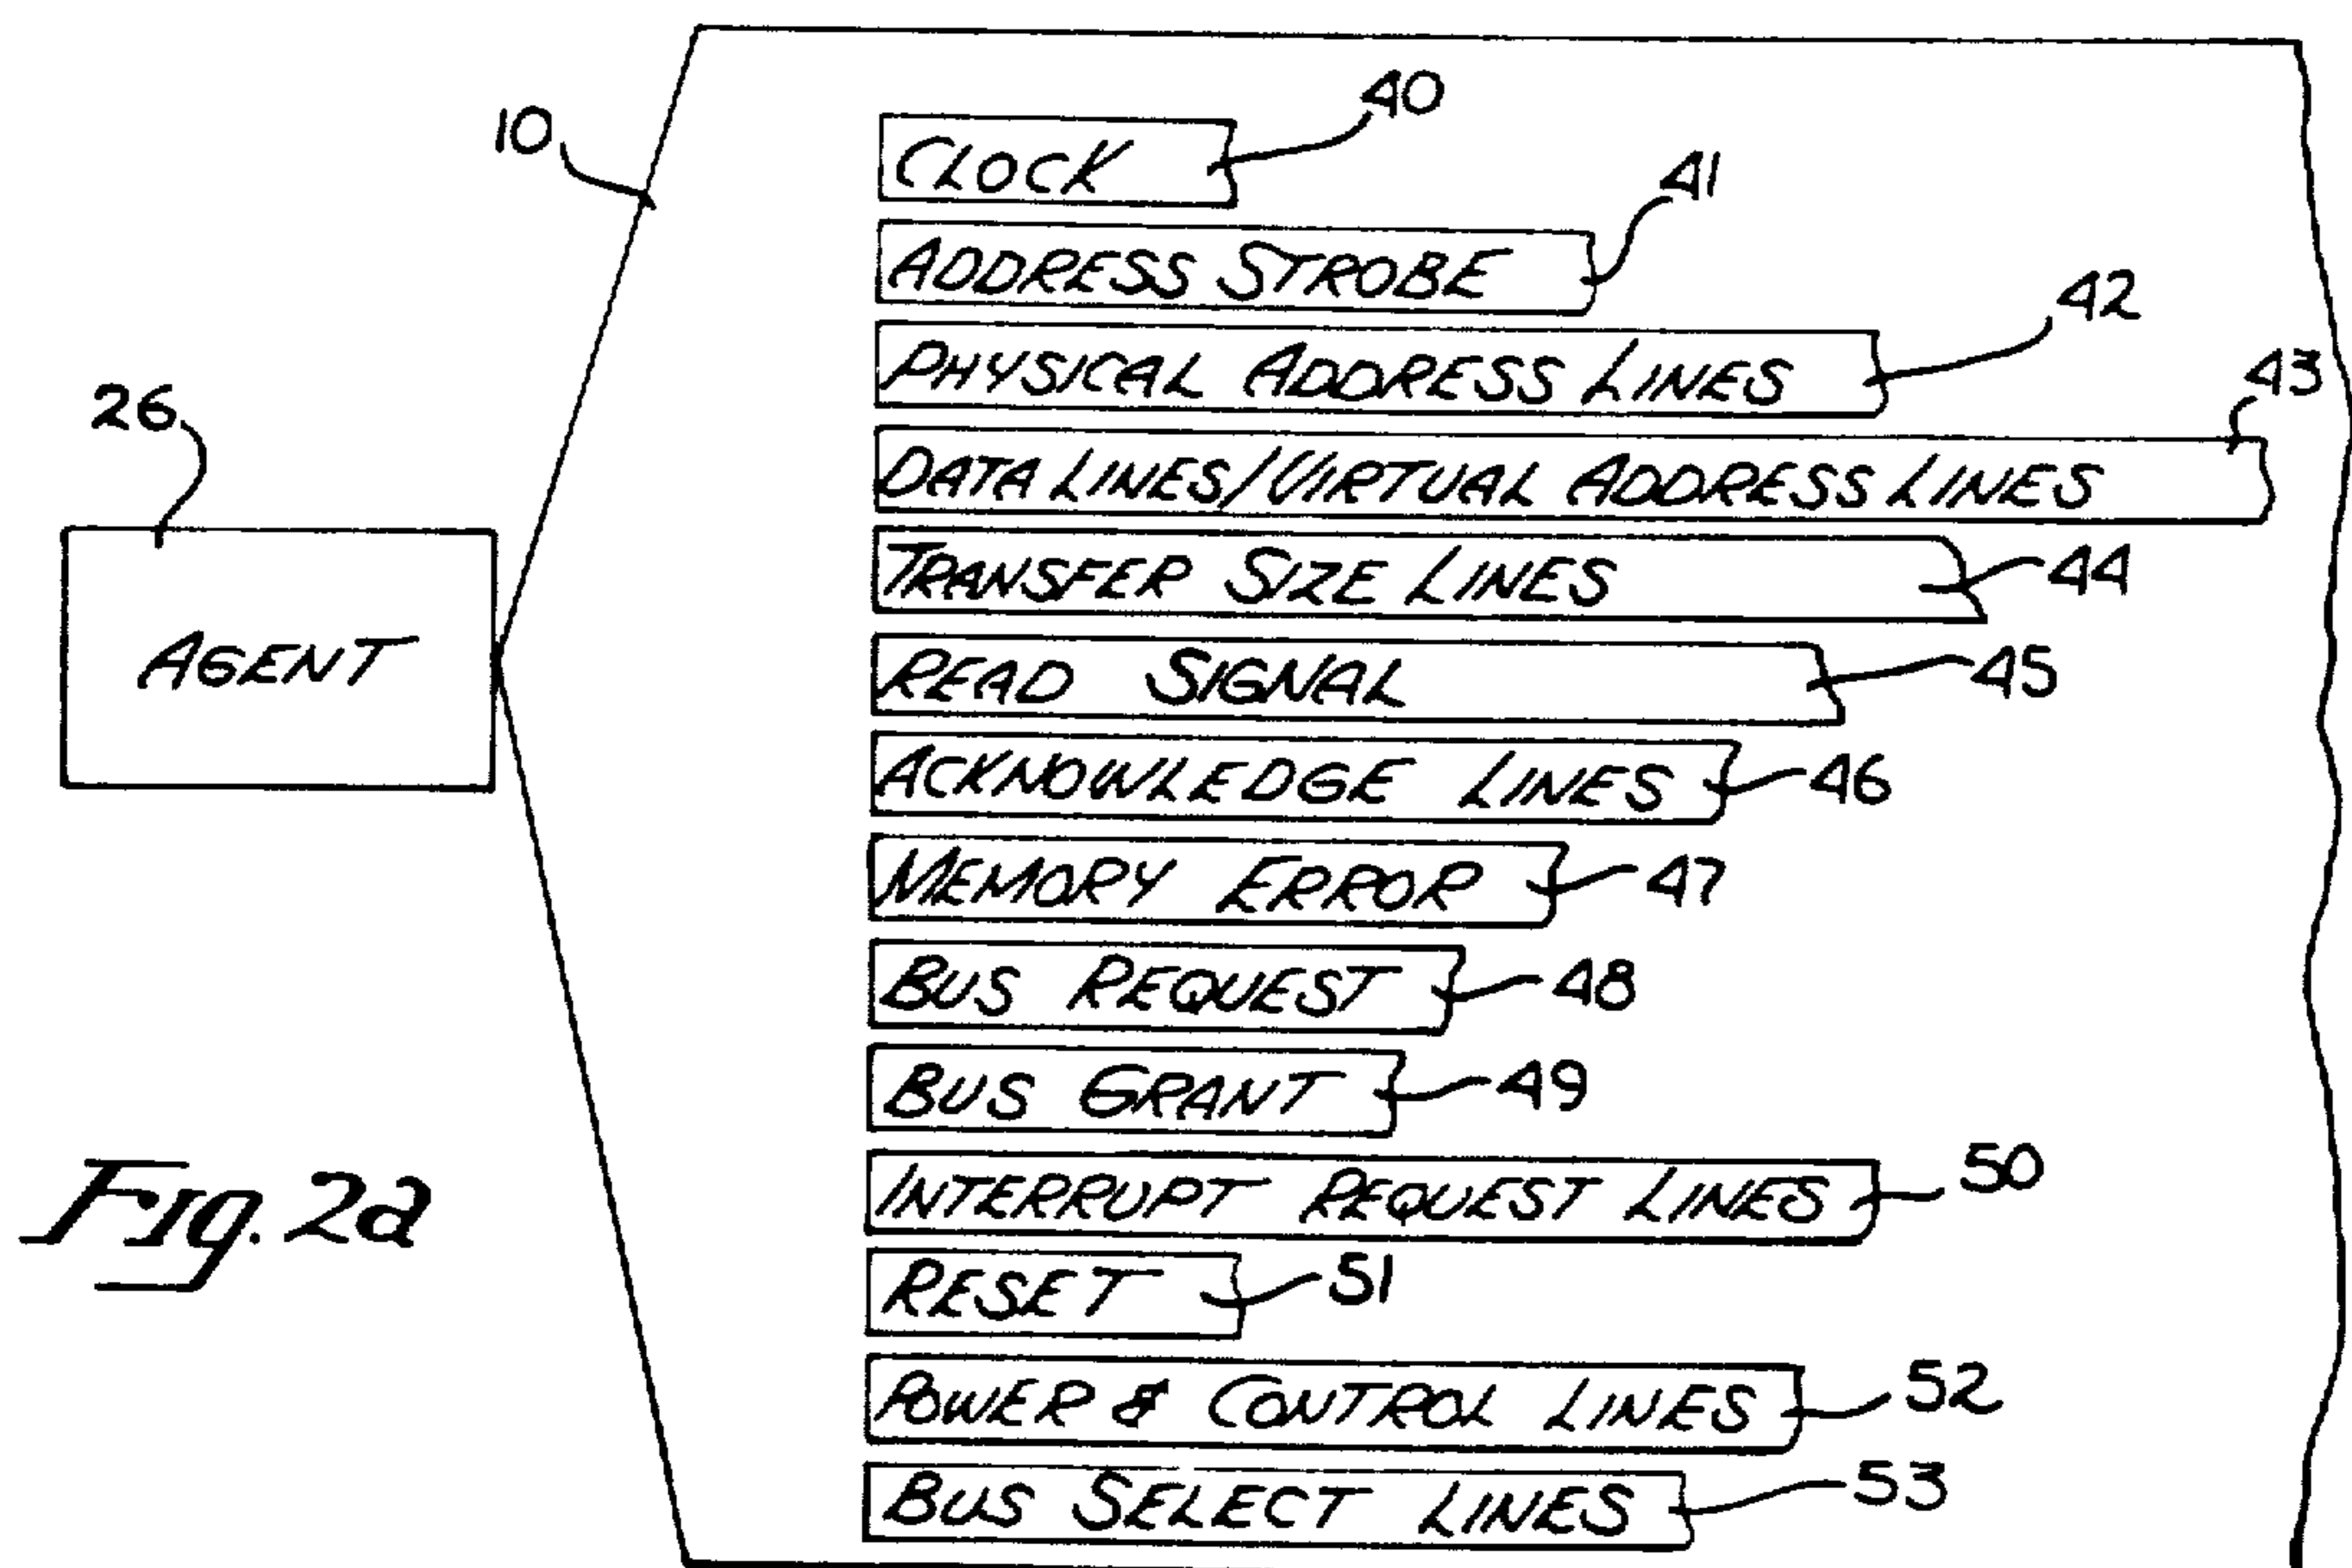 10
CLOCK 40
ADDRESS STROBE 41
PHYSICAL ADDRESS LINES 42
DATA LINES/VIRTUAL ADDRESS LINES 43
26
AGENT
TRANSFER SIZE LINES 44
READ SIGNAL 45
ACKNOWLEDGE LINES 46
MEMORY ERROR 47
BUS REQUEST 48
BUS GRANT 49
INTERRUPT REQUEST LINES 50
RESET 51
POWER & CONTROL LINES 52
BUS SELECT LINES 53
Fig. 2a